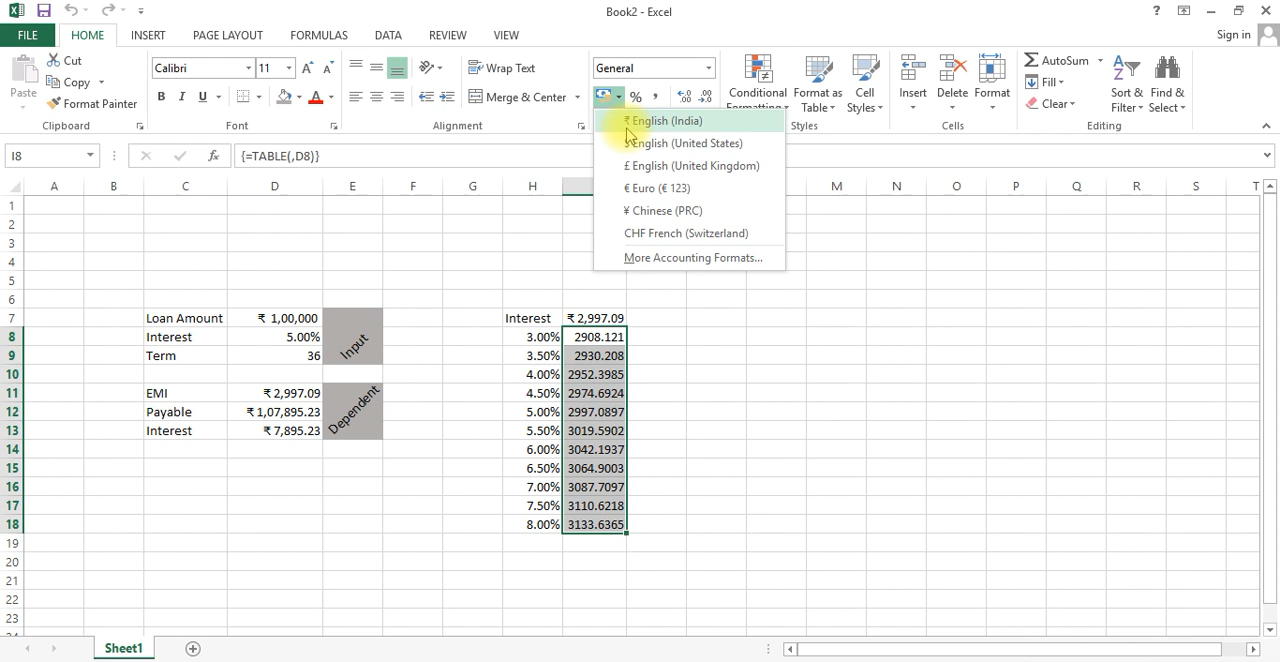 Book2 - Excel
?
FILE HOME INSERT PAGE LAYOUT FORMULAS DATA REVIEW VIEW Sign in
Cut
Copy
Format Painter
Paste
Clipboard
Calibri 11
B I U
Font
Wrap Text
Merge & Center
Alignment
General
%
Conditional
Formatting
Format as
Table
Cell
Styles
Styles
Insert
Delete
Format
Cells
AutoSum
Fill
Clear
Sort &
Filter
Find &
Select
Editing
₹ English (India)
English (United States)
£ English (United Kingdom)
€ Euro (€ 123)
¥ Chinese (PRC)
CHF French (Switzerland)
More Accounting Formats...
I8 fx {=TABLE(,D8)}
A B C D E F G H M N O P Q R S T
1
2
3
4
5
6
7 Loan Amount ₹ 1,00,000 Interest ₹ 2,997.09
8 Interest 5.00% Input 3.00% 2908.121
9 Term 36 3.50% 2930.208
10 4.00% 2952.3985
11 EMI ₹ 2,997.09 4.50% 2974.6924
12 Payable ₹ 1,07,895.23 Dependent 5.00% 2997.0897
13 Interest ₹ 7,895.23 5.50% 3019.5902
14 6.00% 3042.1937
15 6.50% 3064.9003
16 7.00% 3087.7097
17 7.50% 3110.6218
18 8.00% 3133.6365
19
20
21
22
23
Sheet1